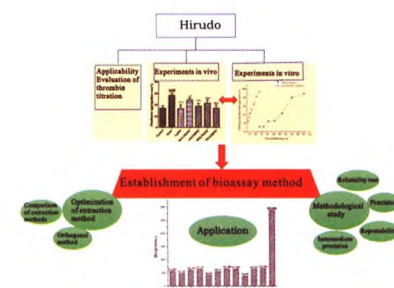 Hirudo
Applicability
Evaluation of
thrombin
titration
Experiments in vivo
Experiments in vitro
Establishment of bioassay method
Comparison
of extraction
methods
Optimization
of extraction
method
Orthogonal
method
Application
Methodological
study
Reliability test
Precision
Repeatability
Intermediate
precision